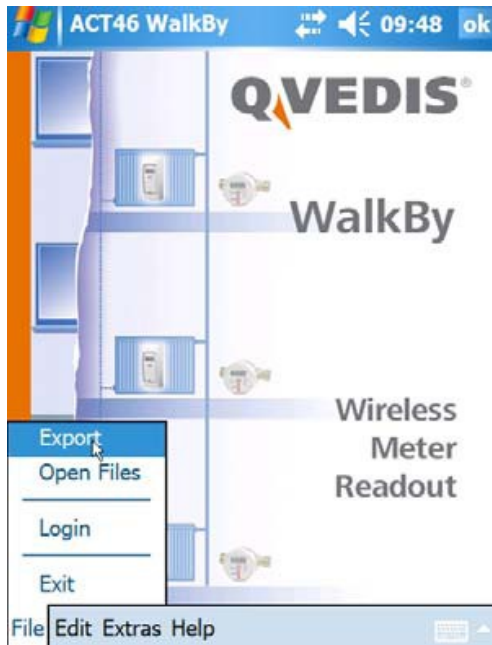 ACT46 WalkBy 09:48 ok
QVEDIS®
WalkBy
Wireless
Meter
Readout
Export
Open Files
Login
Exit
File Edit Extras Help